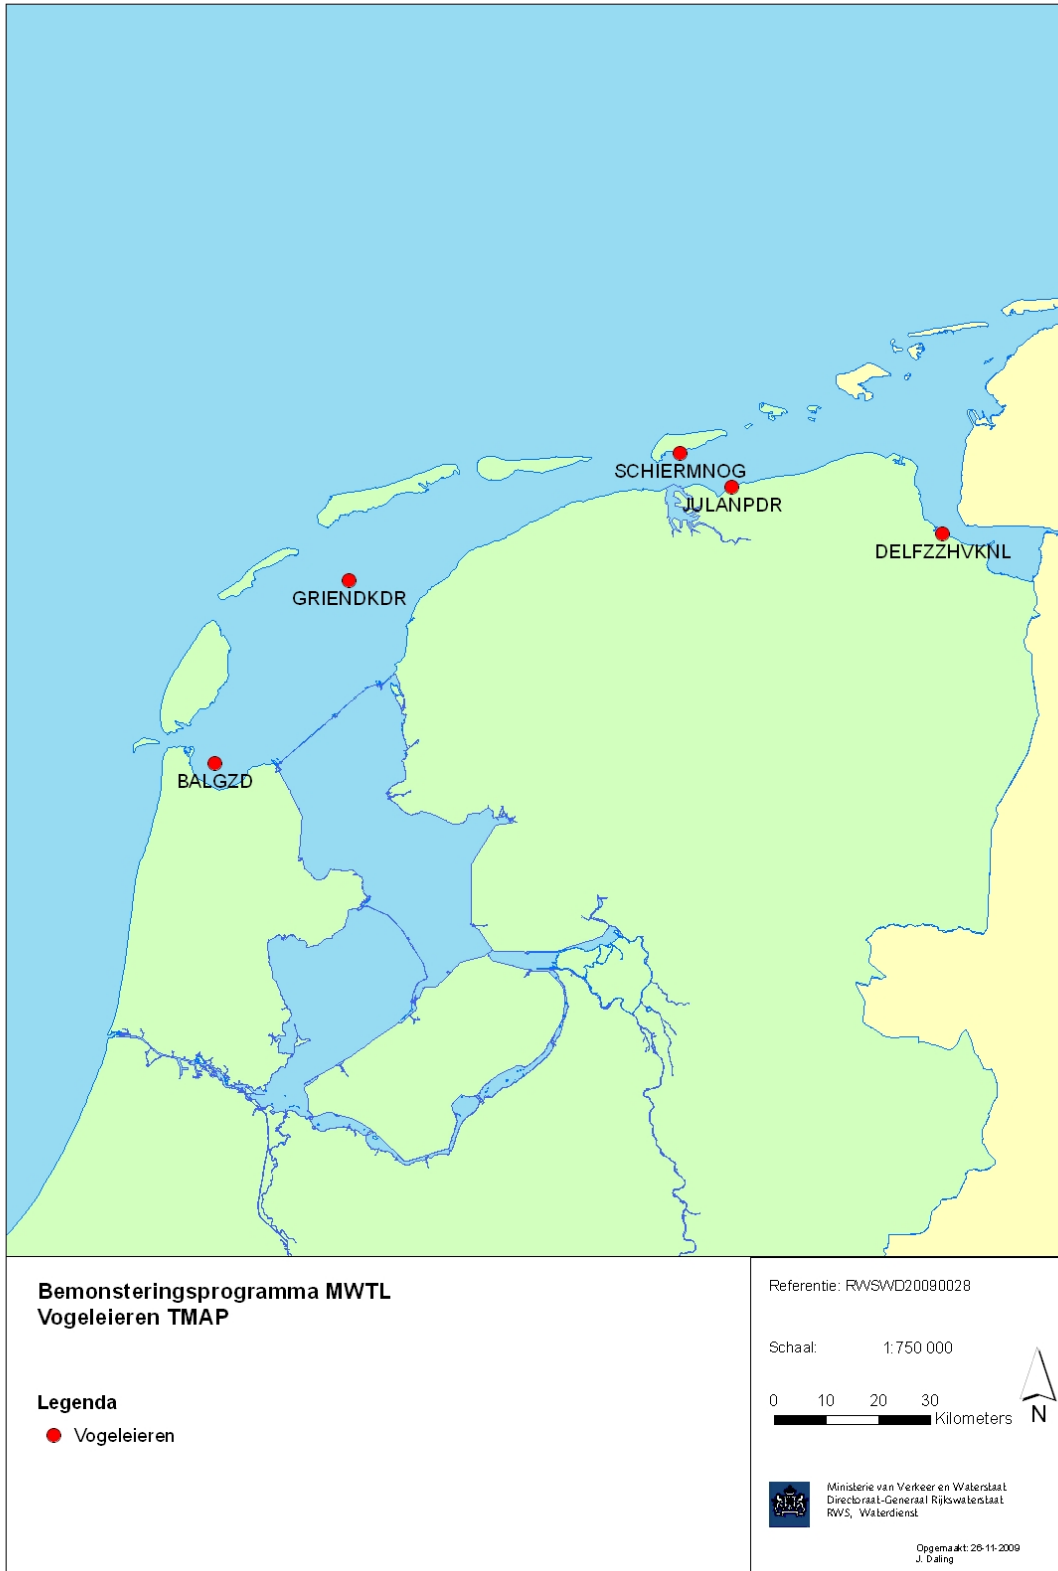 SCHIERMNOG
JULANPDR
DELFZZHVKNL
GRIENDKDR
BALGZD
Bemonsteringsprogramma MWTL
Vogeleieren TMAP
Legenda
Vogeleieren
Referentie: RWSWD20090028
Schaal: 1:750 000
0 10 20 30
Kilometers
N
Ministerie van Verkeer en Waterstaat
Directoraat-Generaal Rijkswaterstaat
RWS, Waterdienst
Opgemaakt: 26-11-2009
J. Daling